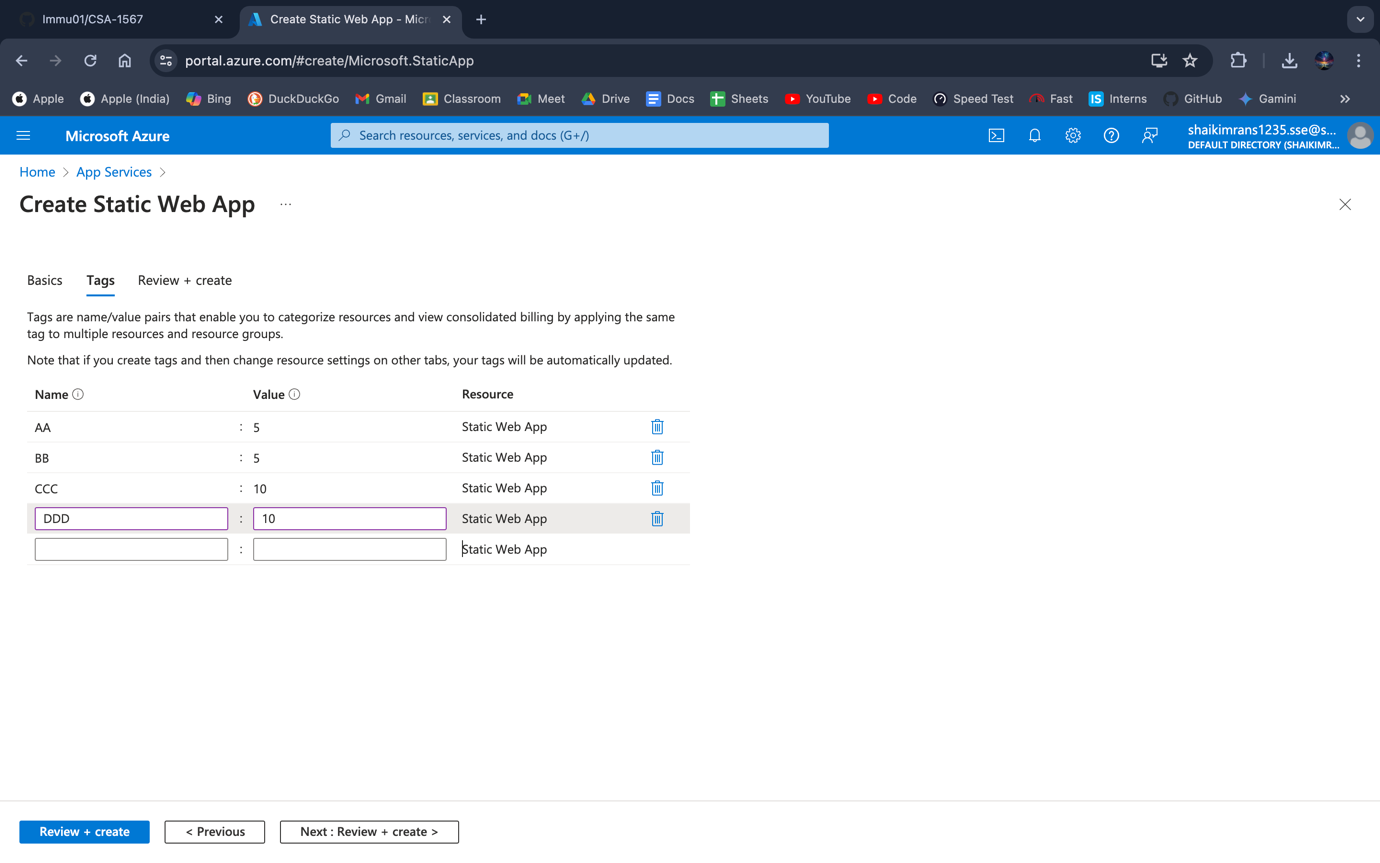 Immu01/CSA-1567
Create Static Web App - Micr
portal.azure.com/#create/Microsoft.StaticApp
Apple Apple (India) Bing DuckDuckGo Gmail Classroom Meet Drive Docs Sheets YouTube Code Speed Test Fast IS Interns GitHub Gamini »
Microsoft Azure
Search resources, services, and docs (G+/)
shaikimrans1235.sse@s...
DEFAULT DIRECTORY (SHAIKIMR...
Home > App Services >
Create Static Web App ...
Basics Tags Review + create
Tags are name/value pairs that enable you to categorize resources and view consolidated billing by applying the same
tag to multiple resources and resource groups.
Note that if you create tags and then change resource settings on other tabs, your tags will be automatically updated.
Name Value Resource
AA : 5 Static Web App
BB : 5 Static Web App
CCC : 10 Static Web App
DDD : 10 Static Web App
: Static Web App
Review + create < Previous Next : Review + create >